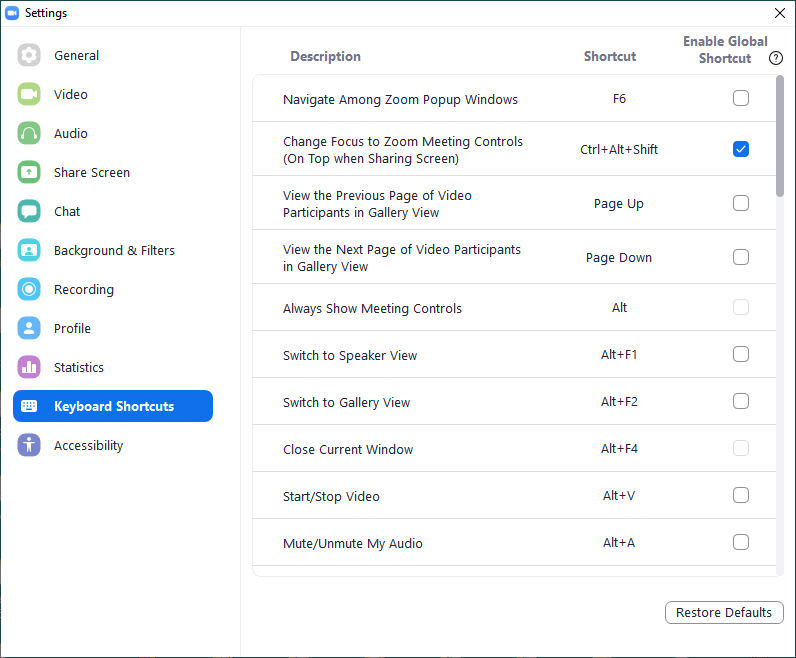 Settings
General
Video
Audio
Share Screen
Chat
Background & Filters
Recording
Profile
Statistics
Keyboard Shortcuts
Accessibility
Description Shortcut Enable Global
Shortcut ?
Navigate Among Zoom Popup Windows F6
Change Focus to Zoom Meeting Controls
(On Top when Sharing Screen) Ctrl+Alt+Shift
View the Previous Page of Video
Participants in Gallery View Page Up
View the Next Page of Video Participants
in Gallery View Page Down
Always Show Meeting Controls Alt
Switch to Speaker View Alt+F1
Switch to Gallery View Alt+F2
Close Current Window Alt+F4
Start/Stop Video Alt+V
Mute/Unmute My Audio Alt+A
Restore Defaults